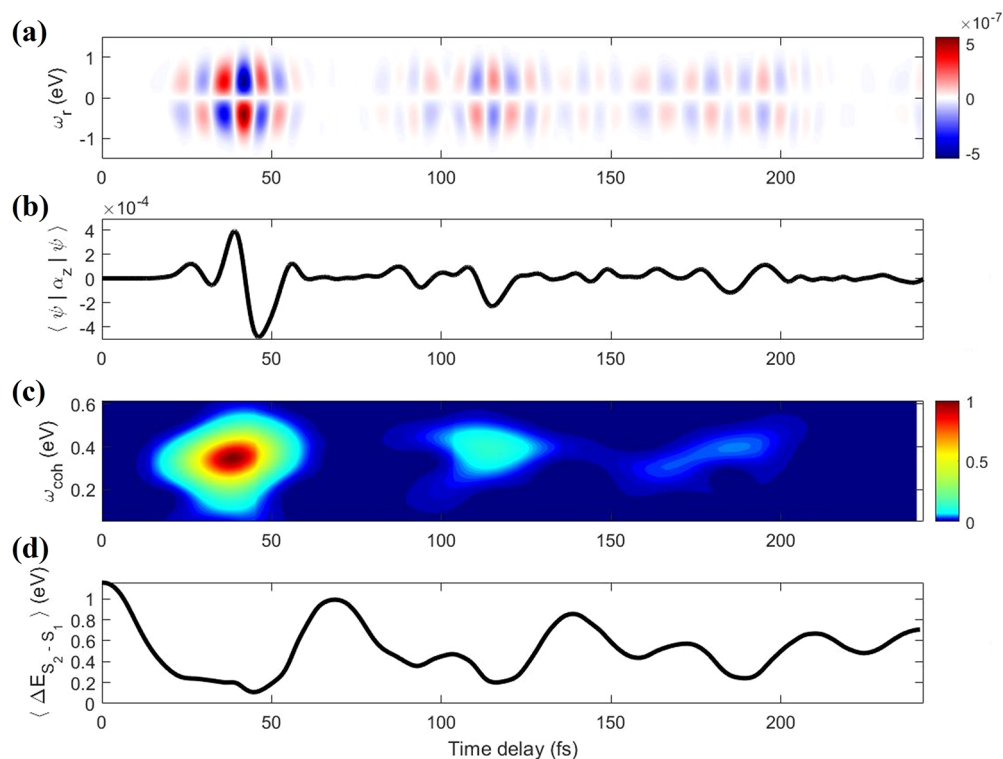 (a)
×10⁻⁷
ω_r (eV)
1
0
-1
5
0
-5
0 50 100 150 200
(b)
×10⁻⁴
⟨ ψ | α_z | ψ ⟩
4
2
0
-2
-4
0 50 100 150 200
(c)
ω_coh (eV)
0.6
0.4
0.2
1
0.5
0
0 50 100 150 200
(d)
⟨ ΔE_{S₂ - S₁} ⟩ (eV)
1
0.8
0.6
0.4
0.2
0
0 50 100 150 200
Time delay (fs)